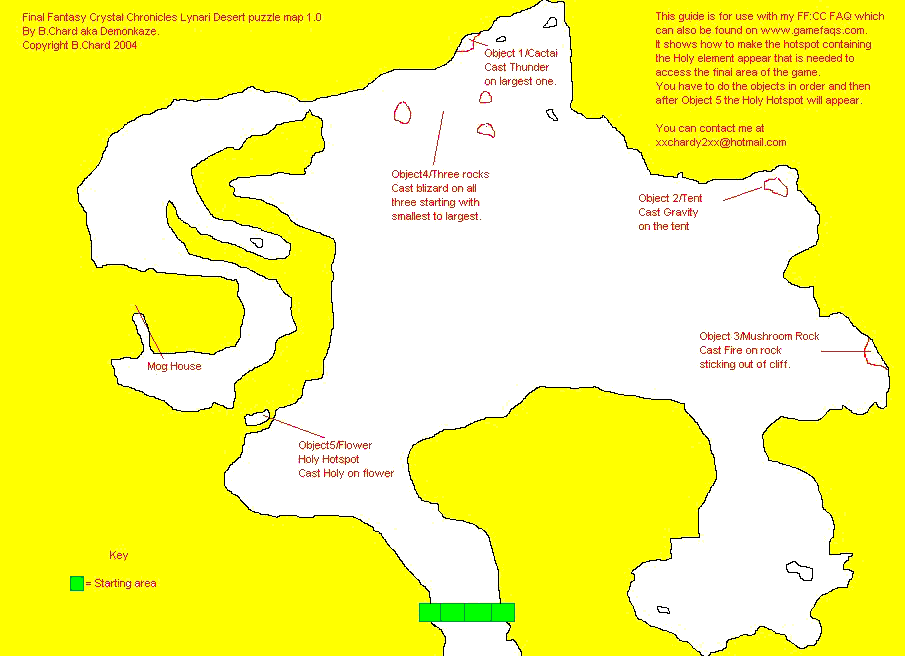 Final Fantasy Crystal Chronicles Lynari Desert puzzle map 1.0
By B.Chard aka Demonkaze.
Copyright B.Chard 2004
This guide is for use with my FF:CC FAQ which
can also be found on www.gamefaqs.com.
It shows how to make the hotspot containing
the Holy element appear that is needed to
access the final area of the game.
You have to do the objects in order and then
after Object 5 the Holy Hotspot will appear.
You can contact me at
xxchardy2xx@hotmail.com
Object 1/Cactai
Cast Thunder
on largest one.
Object4/Three rocks
Cast blizard on all
three starting with
smallest to largest.
Object 2/Tent
Cast Gravity
on the tent
Object 3/Mushroom Rock
Cast Fire on rock
sticking out of cliff.
Mog House
Object5/Flower
Holy Hotspot
Cast Holy on flower
Key
= Starting area